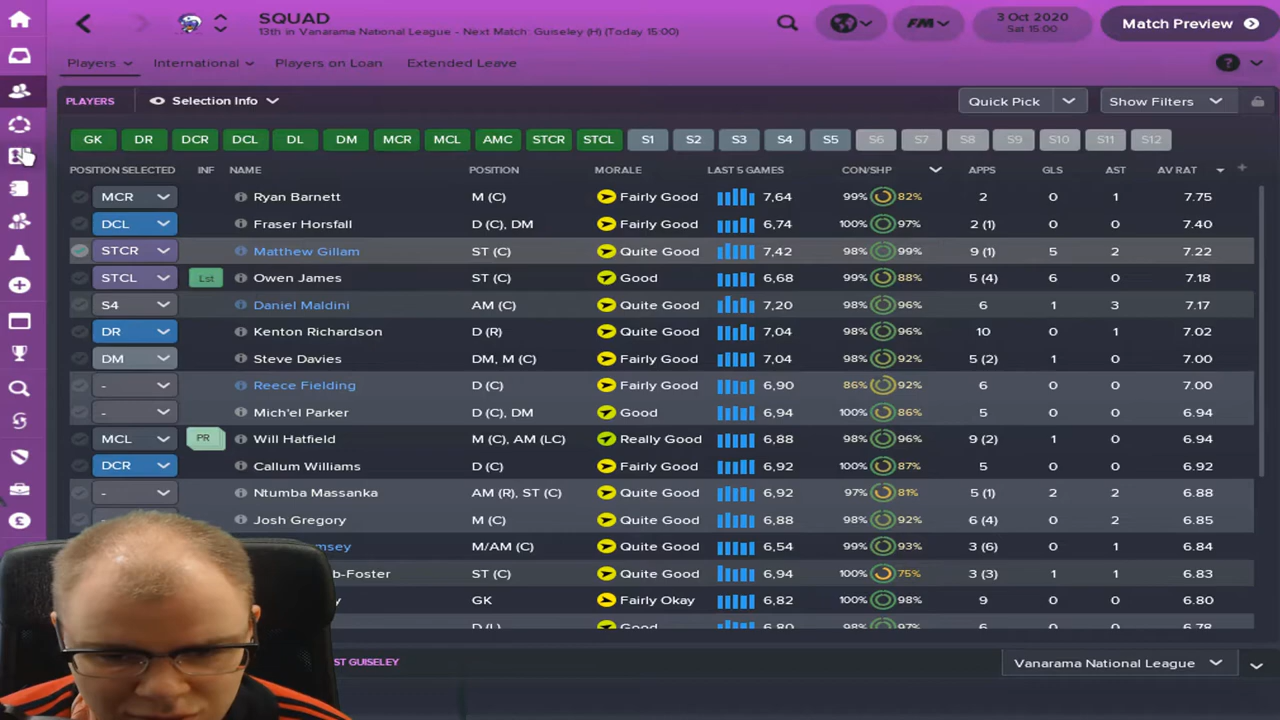 SQUAD
13th in Vanarama National League - Next Match: Guiseley (H) (Today 15:00)
FM
3 Oct 2020
Sat 15:00
Match Preview
Players International Players on Loan Extended Leave
?
PLAYERS Selection Info Quick Pick Show Filters
GK DR DCR DCL DL DM MCR MCL AMC STCR STCL S1 S2 S3 S4 S5 S6 S7 S8 S9 S10 S11 S12
POSITION SELECTED INF NAME POSITION MORALE LAST 5 GAMES CON/SHP APPS GLS AST AV RAT +
MCR Ryan Barnett M (C) Fairly Good 7,64 99% 82% 2 0 1 7.75
DCL Fraser Horsfall D (C), DM Fairly Good 6,74 100% 97% 2 (1) 0 0 7.40
STCR Matthew Gillam ST (C) Quite Good 7,42 98% 99% 9 (1) 5 2 7.22
STCL Lst Owen James ST (C) Good 6,68 99% 88% 5 (4) 6 0 7.18
S4 Daniel Maldini AM (C) Quite Good 7,20 98% 96% 6 1 3 7.17
DR Kenton Richardson D (R) Quite Good 7,04 98% 96% 10 0 1 7.02
DM Steve Davies DM, M (C) Fairly Good 7,04 98% 92% 5 (2) 1 0 7.00
- Reece Fielding D (C) Fairly Good 6,90 86% 92% 6 0 0 7.00
- Mich'el Parker D (C), DM Good 6,94 100% 86% 5 0 0 6.94
MCL PR Will Hatfield M (C), AM (LC) Really Good 6,88 98% 96% 9 (2) 1 0 6.94
DCR Callum Williams D (C) Fairly Good 6,92 100% 87% 5 0 0 6.92
- Ntumba Massanka AM (R), ST (C) Quite Good 6,92 97% 81% 5 (1) 2 2 6.88
Josh Gregory M (C) Quite Good 6,88 98% 92% 6 (4) 0 2 6.85
msey M/AM (C) Quite Good 6,54 99% 93% 3 (6) 0 1 6.84
b-Foster ST (C) Quite Good 6,94 100% 75% 3 (3) 1 1 6.83
y GK Fairly Okay 6,82 100% 98% 9 0 0 6.80
D (L) Good 6,80 98% 97% 6 0 0 6.78
ST GUISELEY Vanarama National League